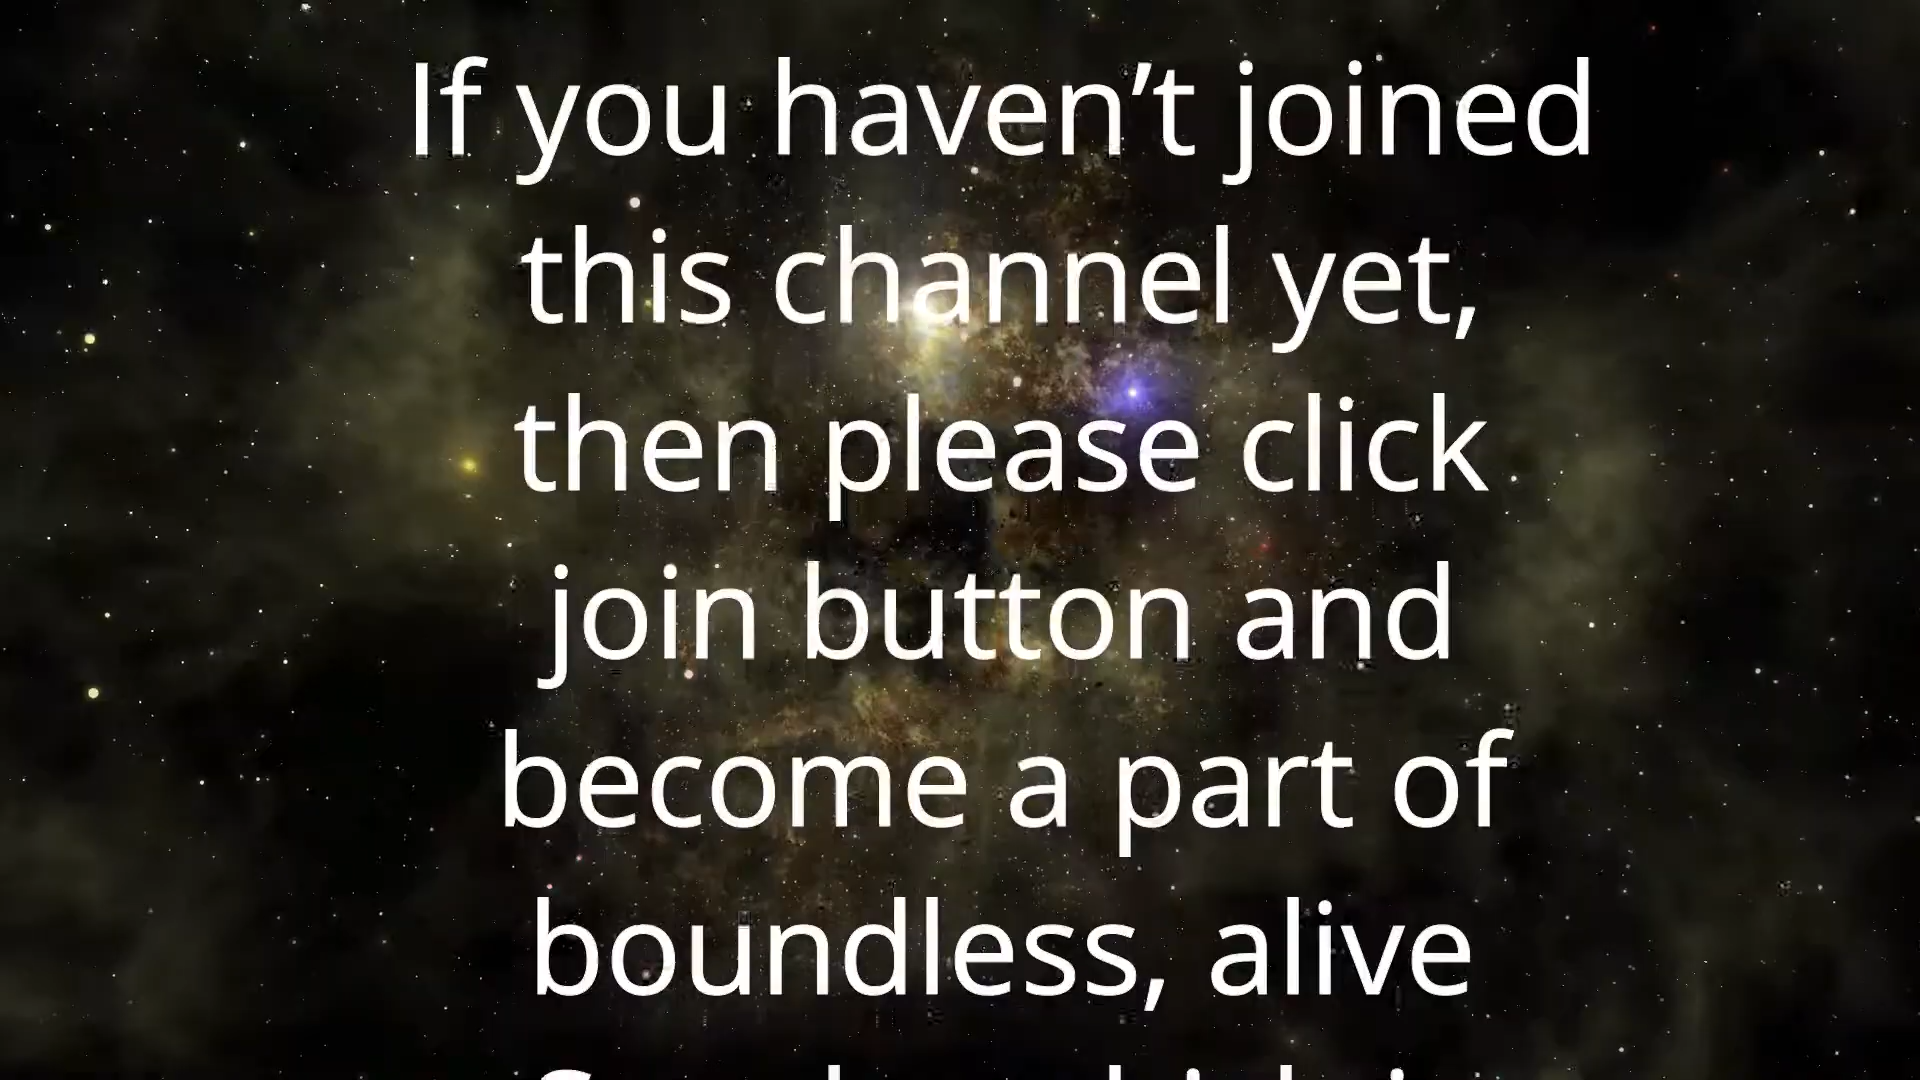 If you haven’t joined
this channel yet,
then please click
join button and
become a part of
boundless, alive